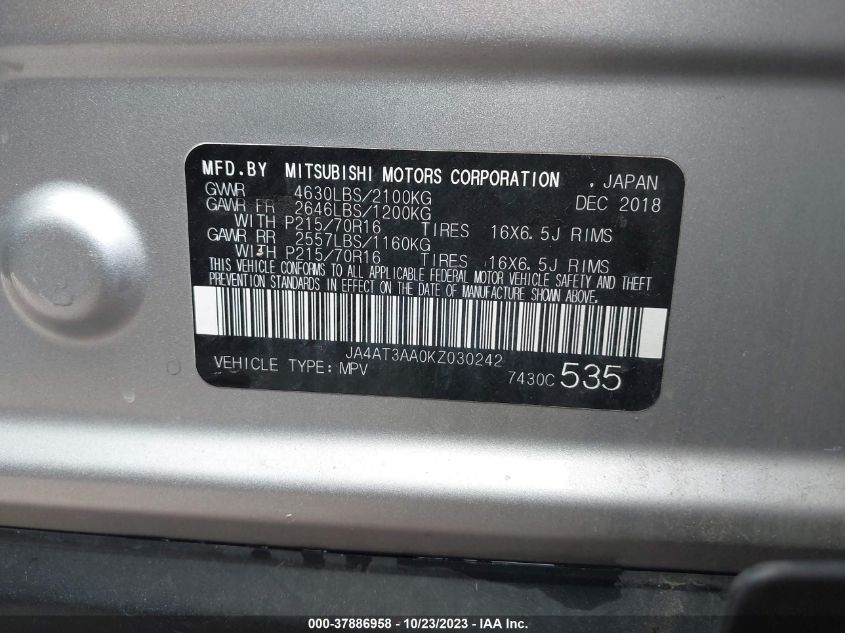 MFD.BY MITSUBISHI MOTORS CORPORATION , JAPAN
GVWR 4630LBS/2100KG DEC 2018
GAWR FR 2646LBS/1200KG
WITH P215/70R16 TIRES 16X6.5J RIMS
GAWR RR 2557LBS/1160KG
WITH P215/70R16 TIRES 16X6.5J RIMS
THIS VEHICLE CONFORMS TO ALL APPLICABLE FEDERAL MOTOR VEHICLE SAFETY AND THEFT
PREVENTION STANDARDS IN EFFECT ON THE DATE OF MANUFACTURE SHOWN ABOVE.
JA4AT3AA0KZ030242
VEHICLE TYPE: MPV 7430C 535
000-37886958 - 10/23/2023 - IAA Inc.